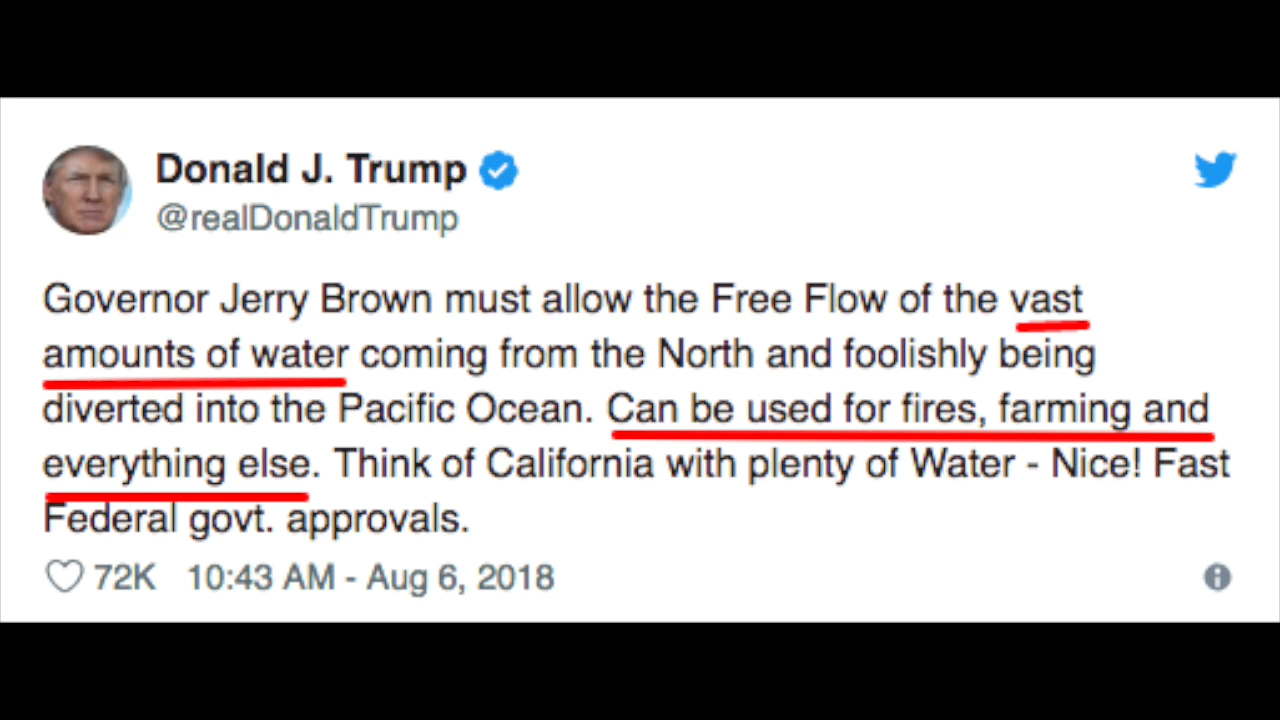 Donald J. Trump
@realDonaldTrump
Governor Jerry Brown must allow the Free Flow of the vast
amounts of water coming from the North and foolishly being
diverted into the Pacific Ocean. Can be used for fires, farming and
everything else. Think of California with plenty of Water - Nice! Fast
Federal govt. approvals.
72K 10:43 AM - Aug 6, 2018